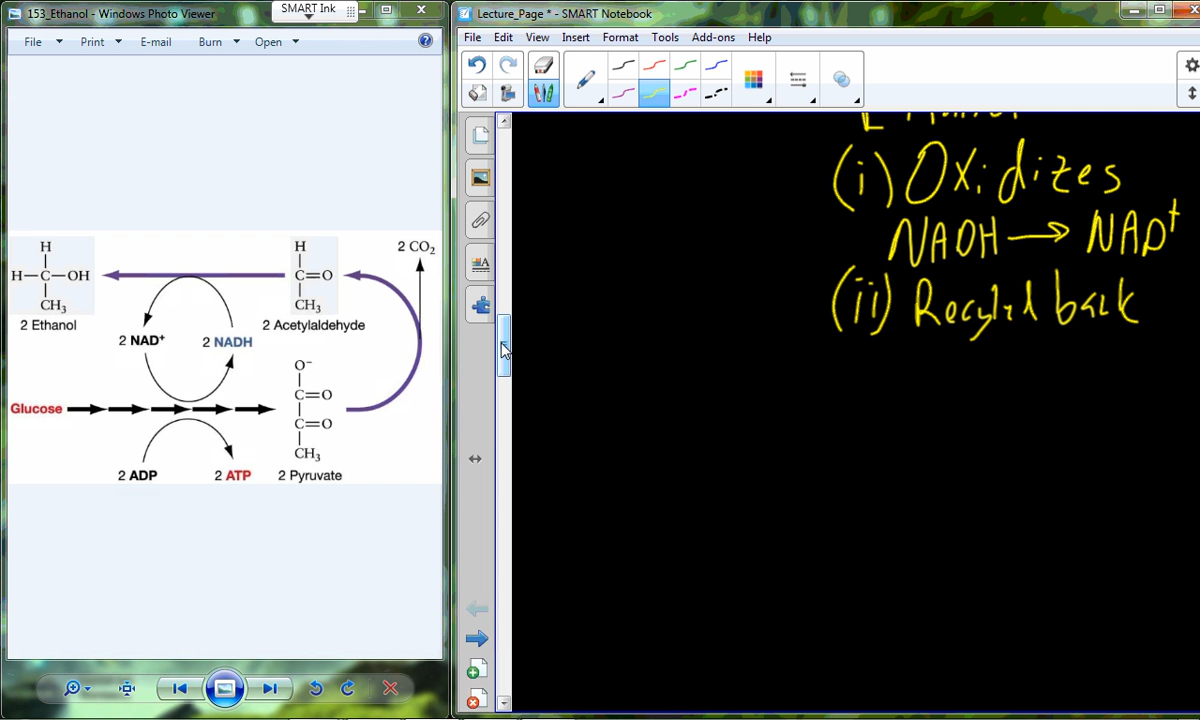 153_Ethanol - Windows Photo Viewer
SMART Ink
File Print E-mail Burn Open
H
H—C—OH
CH₃
2 Ethanol
H
C=O
CH₃
2 Acetylaldehyde
2 CO₂
2 NAD⁺
2 NADH
O⁻
C=O
C=O
CH₃
Glucose
2 ADP
2 ATP
2 Pyruvate
Lecture_Page * - SMART Notebook
File Edit View Insert Format Tools Add-ons Help
(i) Oxidizes
NADH → NAD⁺
(ii) Recycled back